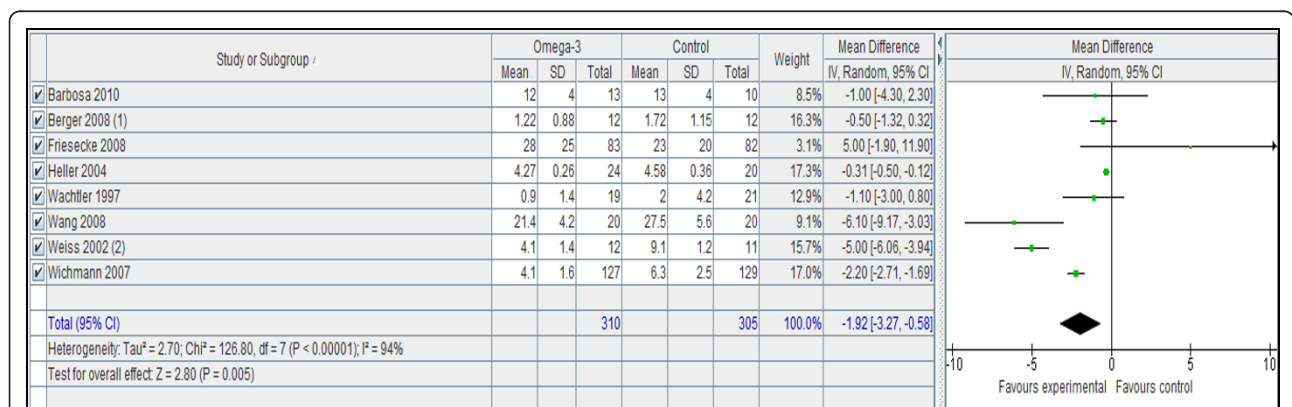 Study or Subgroup Omega-3 Control Weight Mean Difference Mean Difference
Mean SD Total Mean SD Total IV, Random, 95% CI IV, Random, 95% CI
Barbosa 2010 12 4 13 13 4 10 8.5% -1.00 [-4.30, 2.30]
Berger 2008 (1) 1.22 0.88 12 1.72 1.15 12 16.3% -0.50 [-1.32, 0.32]
Friesecke 2008 28 25 83 23 20 82 3.1% 5.00 [-1.90, 11.90]
Heller 2004 4.27 0.26 24 4.58 0.36 20 17.3% -0.31 [-0.50, -0.12]
Wachtler 1997 0.9 1.4 19 2 4.2 21 12.9% -1.10 [-3.00, 0.80]
Wang 2008 21.4 4.2 20 27.5 5.6 20 9.1% -6.10 [-9.17, -3.03]
Weiss 2002 (2) 4.1 1.4 12 9.1 1.2 11 15.7% -5.00 [-6.06, -3.94]
Wichmann 2007 4.1 1.6 127 6.3 2.5 129 17.0% -2.20 [-2.71, -1.69]
Total (95% CI) 310 305 100.0% -1.92 [-3.27, -0.58]
Heterogeneity: Tau² = 2.70; Chi² = 126.80, df = 7 (P < 0.00001); I² = 94%
Test for overall effect: Z = 2.80 (P = 0.005)
-10 -5 0 5 10
Favours experimental Favours control